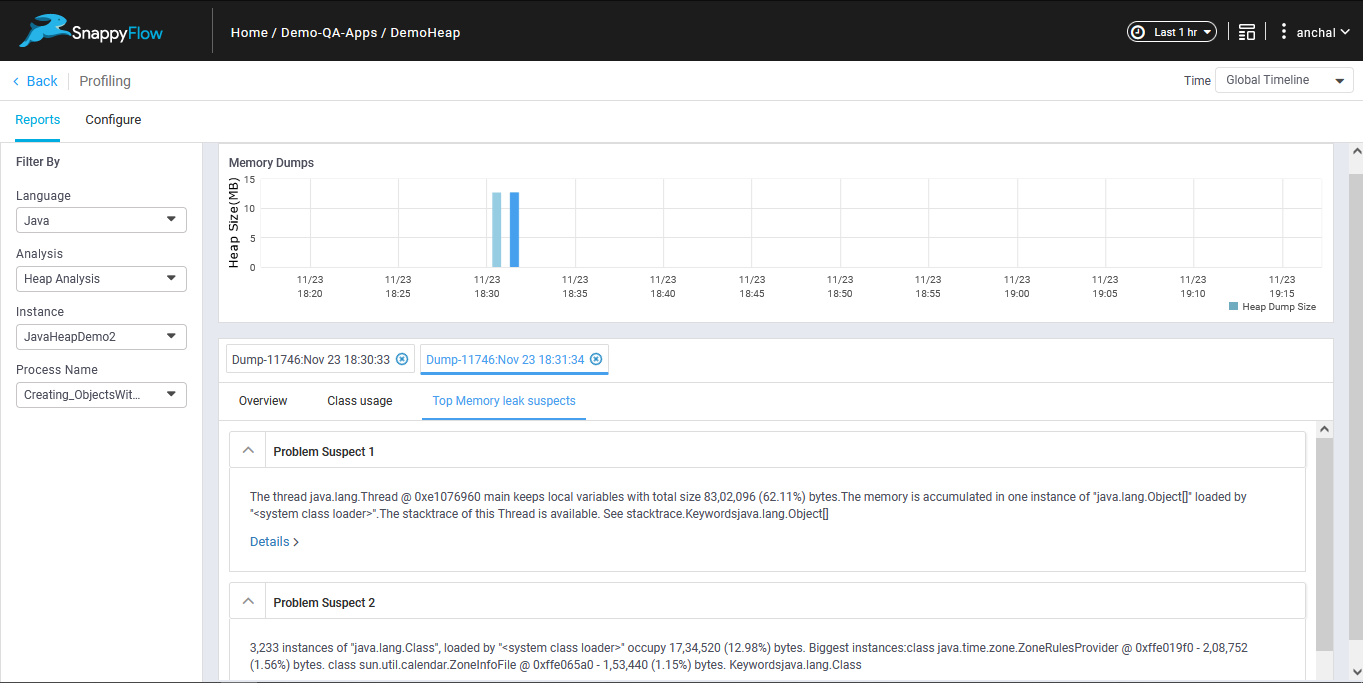 SnappyFlow
Home / Demo-QA-Apps / DemoHeap
Last 1 hr
anchal
Back
Profiling
Time
Global Timeline
Reports
Configure
Filter By
Language
Java
Analysis
Heap Analysis
Instance
JavaHeapDemo2
Process Name
Creating_ObjectsWit...
Memory Dumps
Heap Size(MB)
15
10
5
0
11/23 11/23 11/23 11/23 11/23 11/23 11/23 11/23 11/23 11/23 11/23 11/23
18:20 18:25 18:30 18:35 18:40 18:45 18:50 18:55 19:00 19:05 19:10 19:15
Heap Dump Size
Dump-11746:Nov 23 18:30:33
Dump-11746:Nov 23 18:31:34
Overview
Class usage
Top Memory leak suspects
Problem Suspect 1
The thread java.lang.Thread @ 0xe1076960 main keeps local variables with total size 83,02,096 (62.11%) bytes.The memory is accumulated in one instance of "java.lang.Object[]" loaded by
"<system class loader>".The stacktrace of this Thread is available. See stacktrace.Keywordsjava.lang.Object[]
Details >
Problem Suspect 2
3,233 instances of "java.lang.Class", loaded by "<system class loader>" occupy 17,34,520 (12.98%) bytes. Biggest instances:class java.time.zone.ZoneRulesProvider @ 0xffe019f0 - 2,08,752
(1.56%) bytes. class sun.util.calendar.ZoneInfoFile @ 0xffe065a0 - 1,53,440 (1.15%) bytes. Keywordsjava.lang.Class